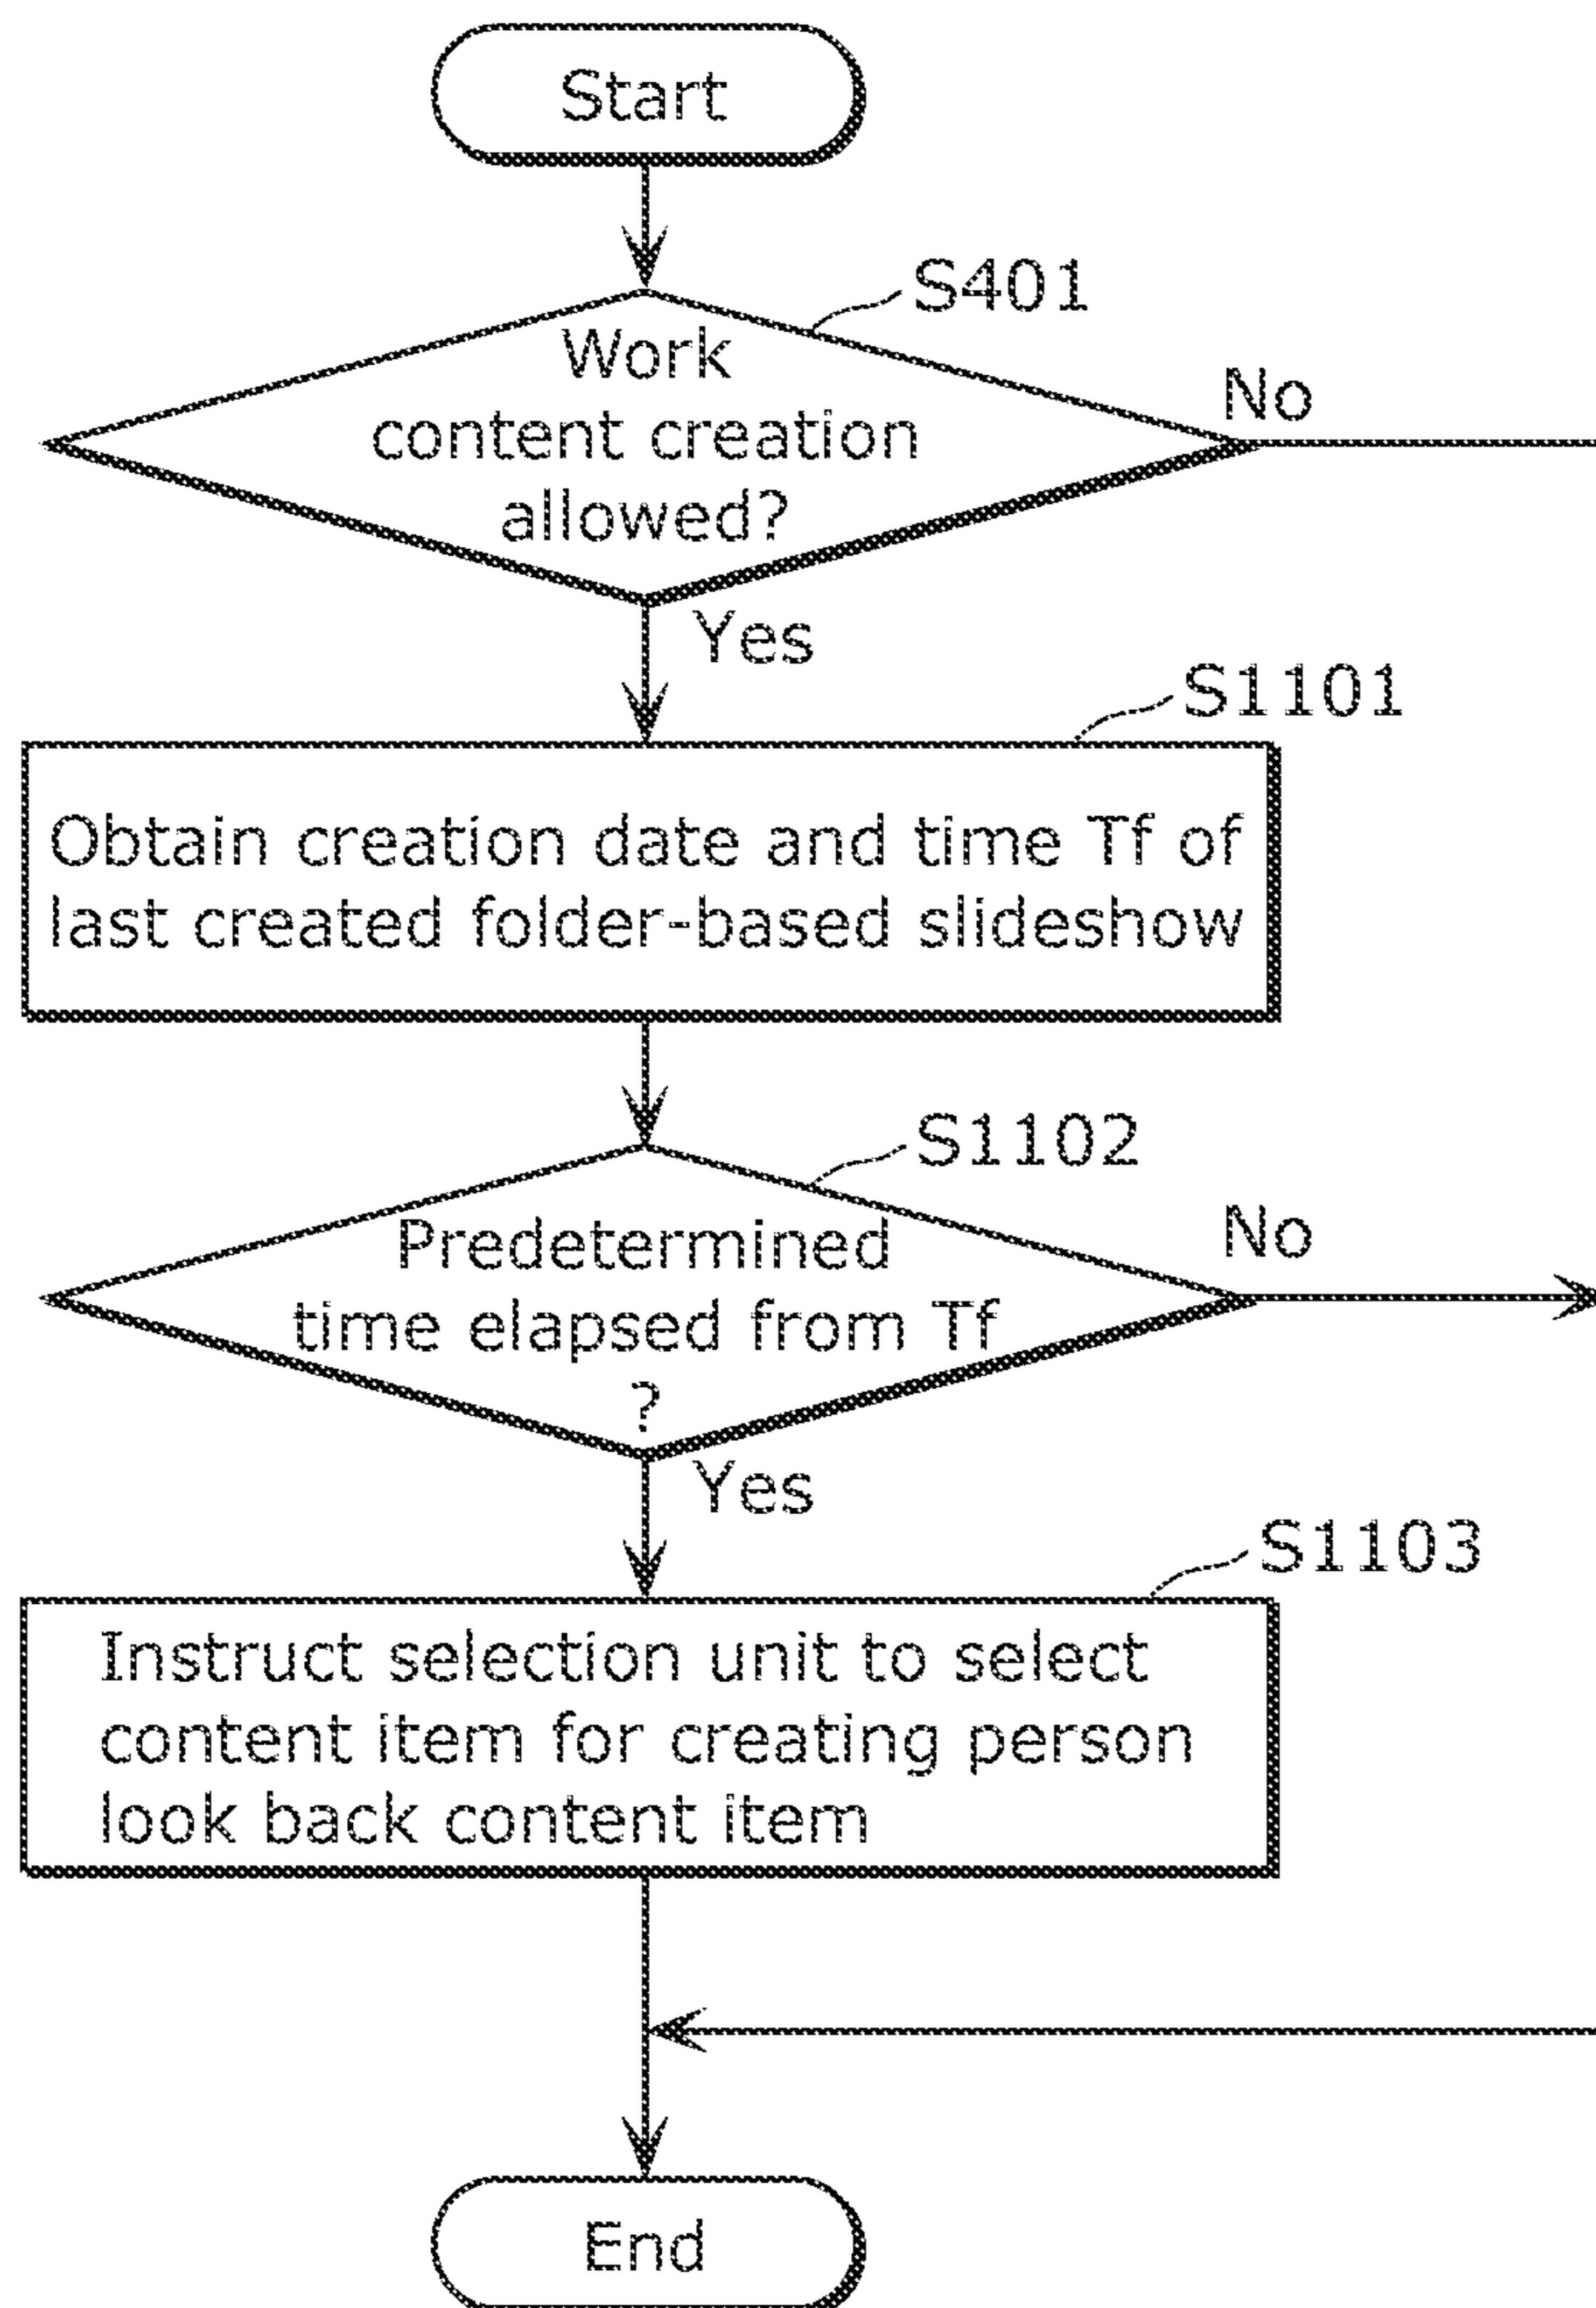 Start
S401
Work
content creation
allowed?
No
Yes
S1101
Obtain creation date and time Tf of
last created folder-based slideshow
S1102
Predetermined
time elapsed from Tf
?
No
Yes
S1103
Instruct selection unit to select
content item for creating person
look back content item
End